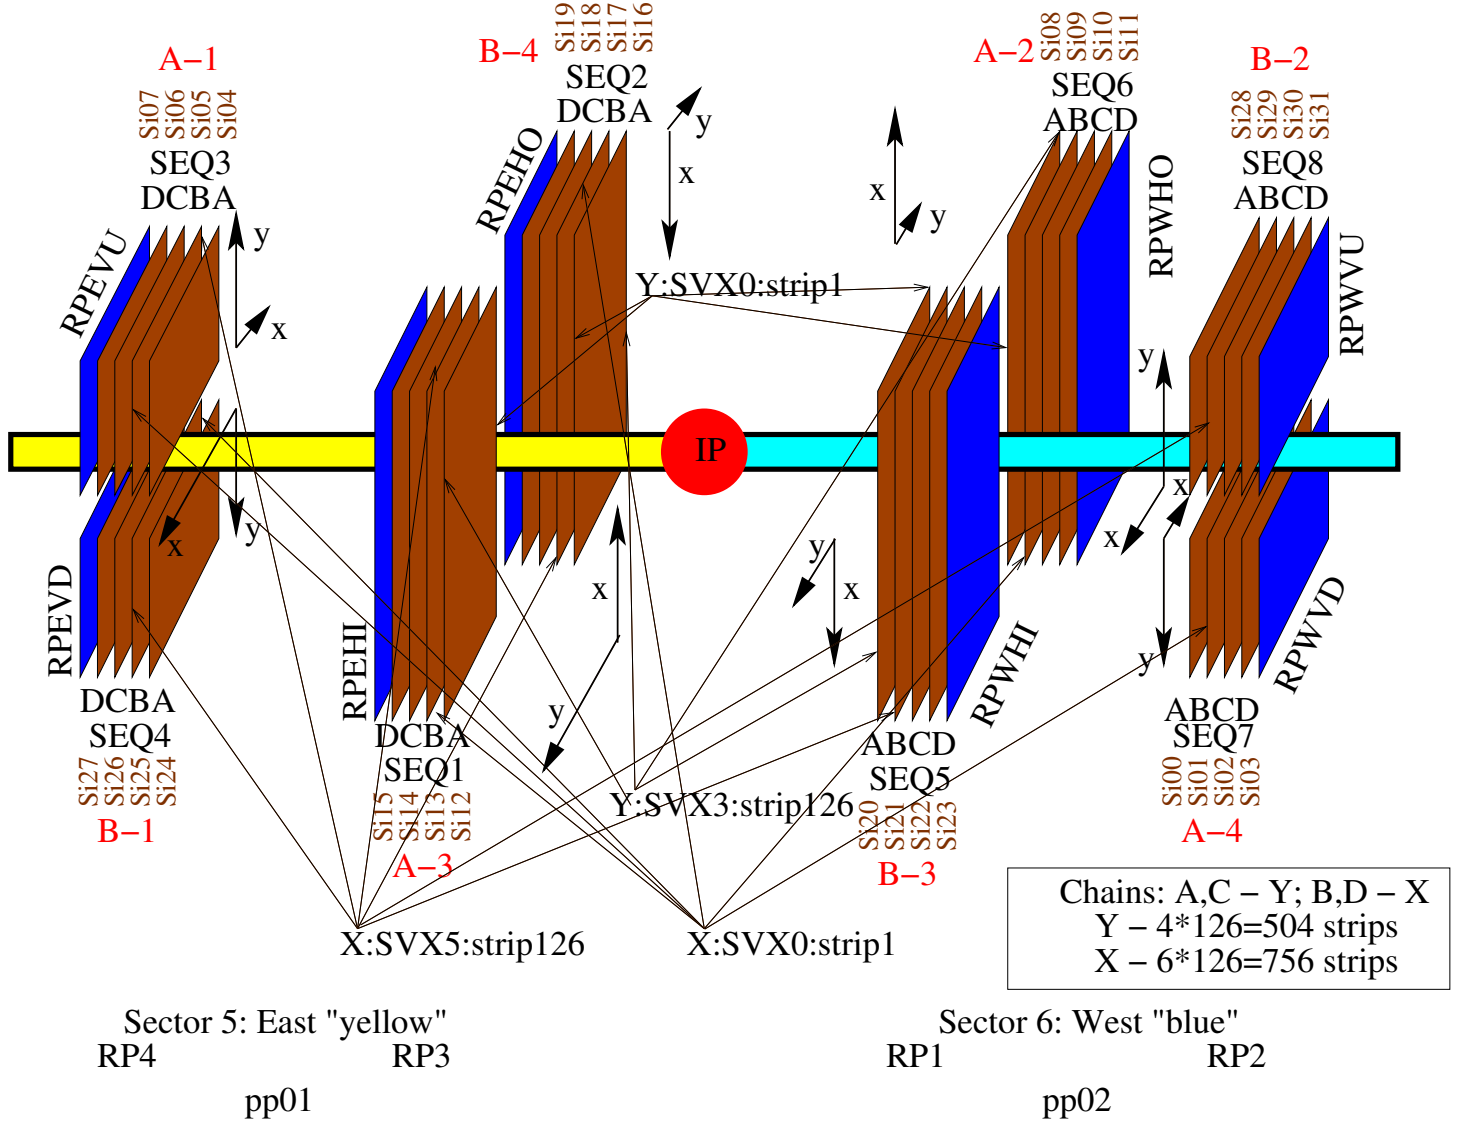 A−1
Si07
Si06
Si05
Si04
SEQ3
DCBA
RPEVU
y
x
B−4
Si19
Si18
Si17
Si16
SEQ2
DCBA
RPEHO
y
x
A−2
Si08
Si09
Si10
Si11
SEQ6
ABCD
RPWHO
x
y
B−2
Si28
Si29
Si30
Si31
SEQ8
ABCD
RPWVU
y
x
Y:SVX0:strip1
IP
x
y
RPEVD
DCBA
SEQ4
Si27
Si26
Si25
Si24
B−1
RPEHI
DCBA
SEQ1
Si15
Si14
Si13
Si12
A−3
x
y
Y:SVX3:strip126
y
x
RPWHI
ABCD
SEQ5
Si20
Si21
Si22
Si23
B−3
x
y
RPWVD
ABCD
SEQ7
Si00
Si01
Si02
Si03
A−4
X:SVX5:strip126
X:SVX0:strip1
Chains: A,C − Y; B,D − X
Y − 4*126=504 strips
X − 6*126=756 strips
Sector 5: East "yellow"
Sector 6: West "blue"
RP4
RP3
RP1
RP2
pp01
pp02